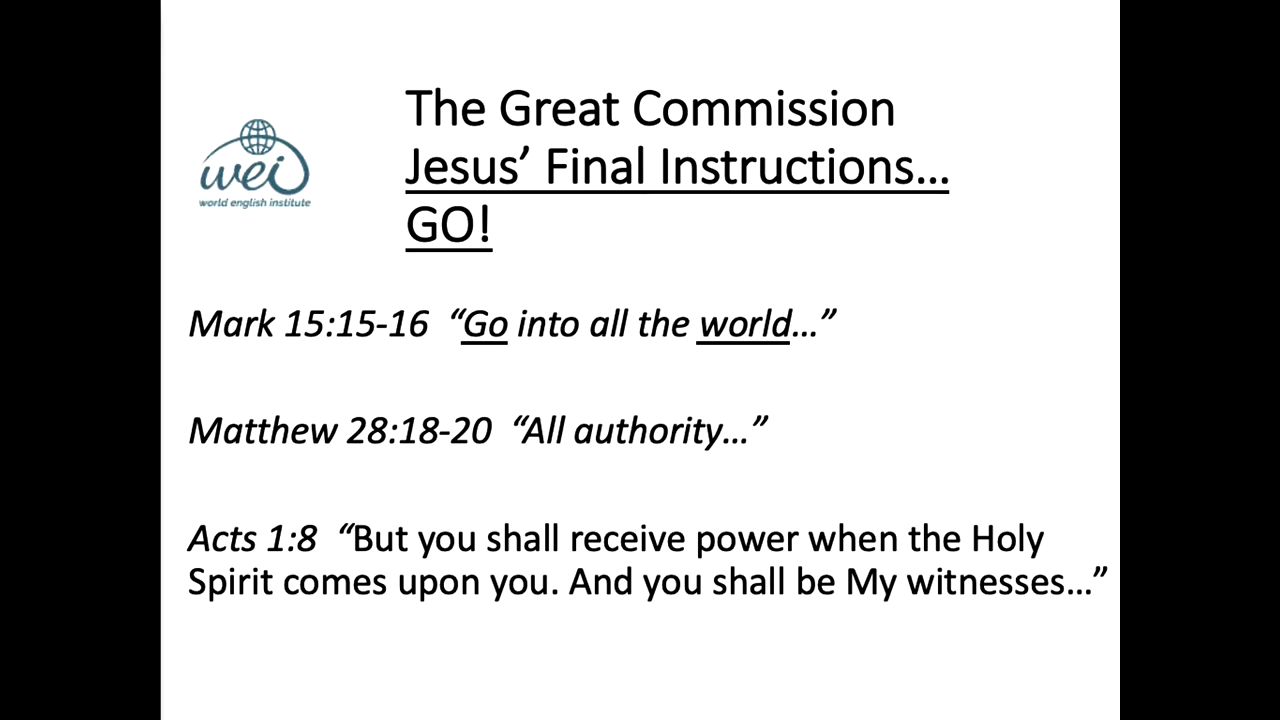 The Great Commission
Jesus’ Final Instructions…
GO!
wei
world english institute
Mark 15:15-16 “Go into all the world…”
Matthew 28:18-20 “All authority…”
Acts 1:8 “But you shall receive power when the Holy
Spirit comes upon you. And you shall be My witnesses…”